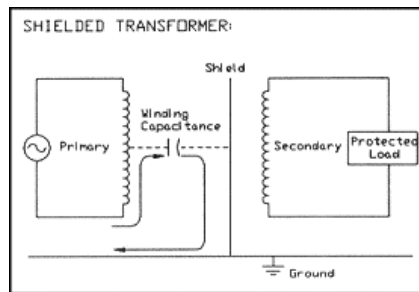 SHIELDED TRANSFORMER:
Shield
Winding
Capacitance
Primary
Secondary
Protected
Load
Ground